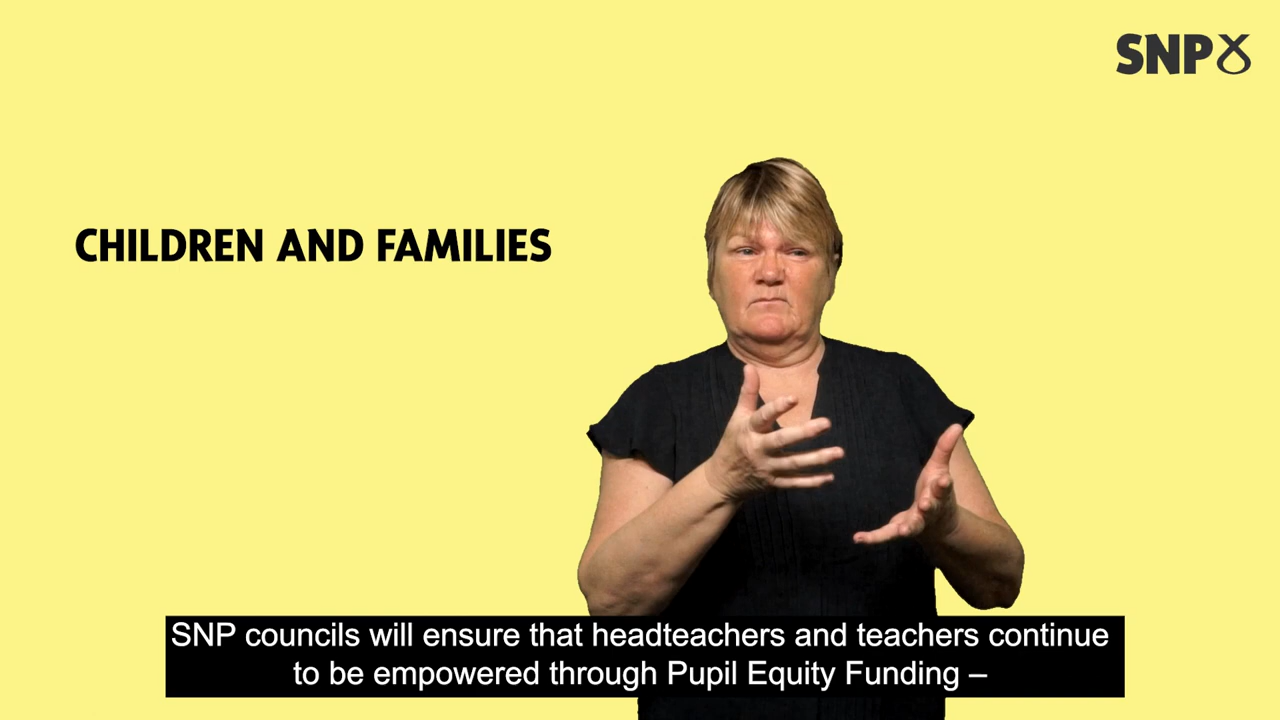 SNP
CHILDREN AND FAMILIES
SNP councils will ensure that headteachers and teachers continue
to be empowered through Pupil Equity Funding –